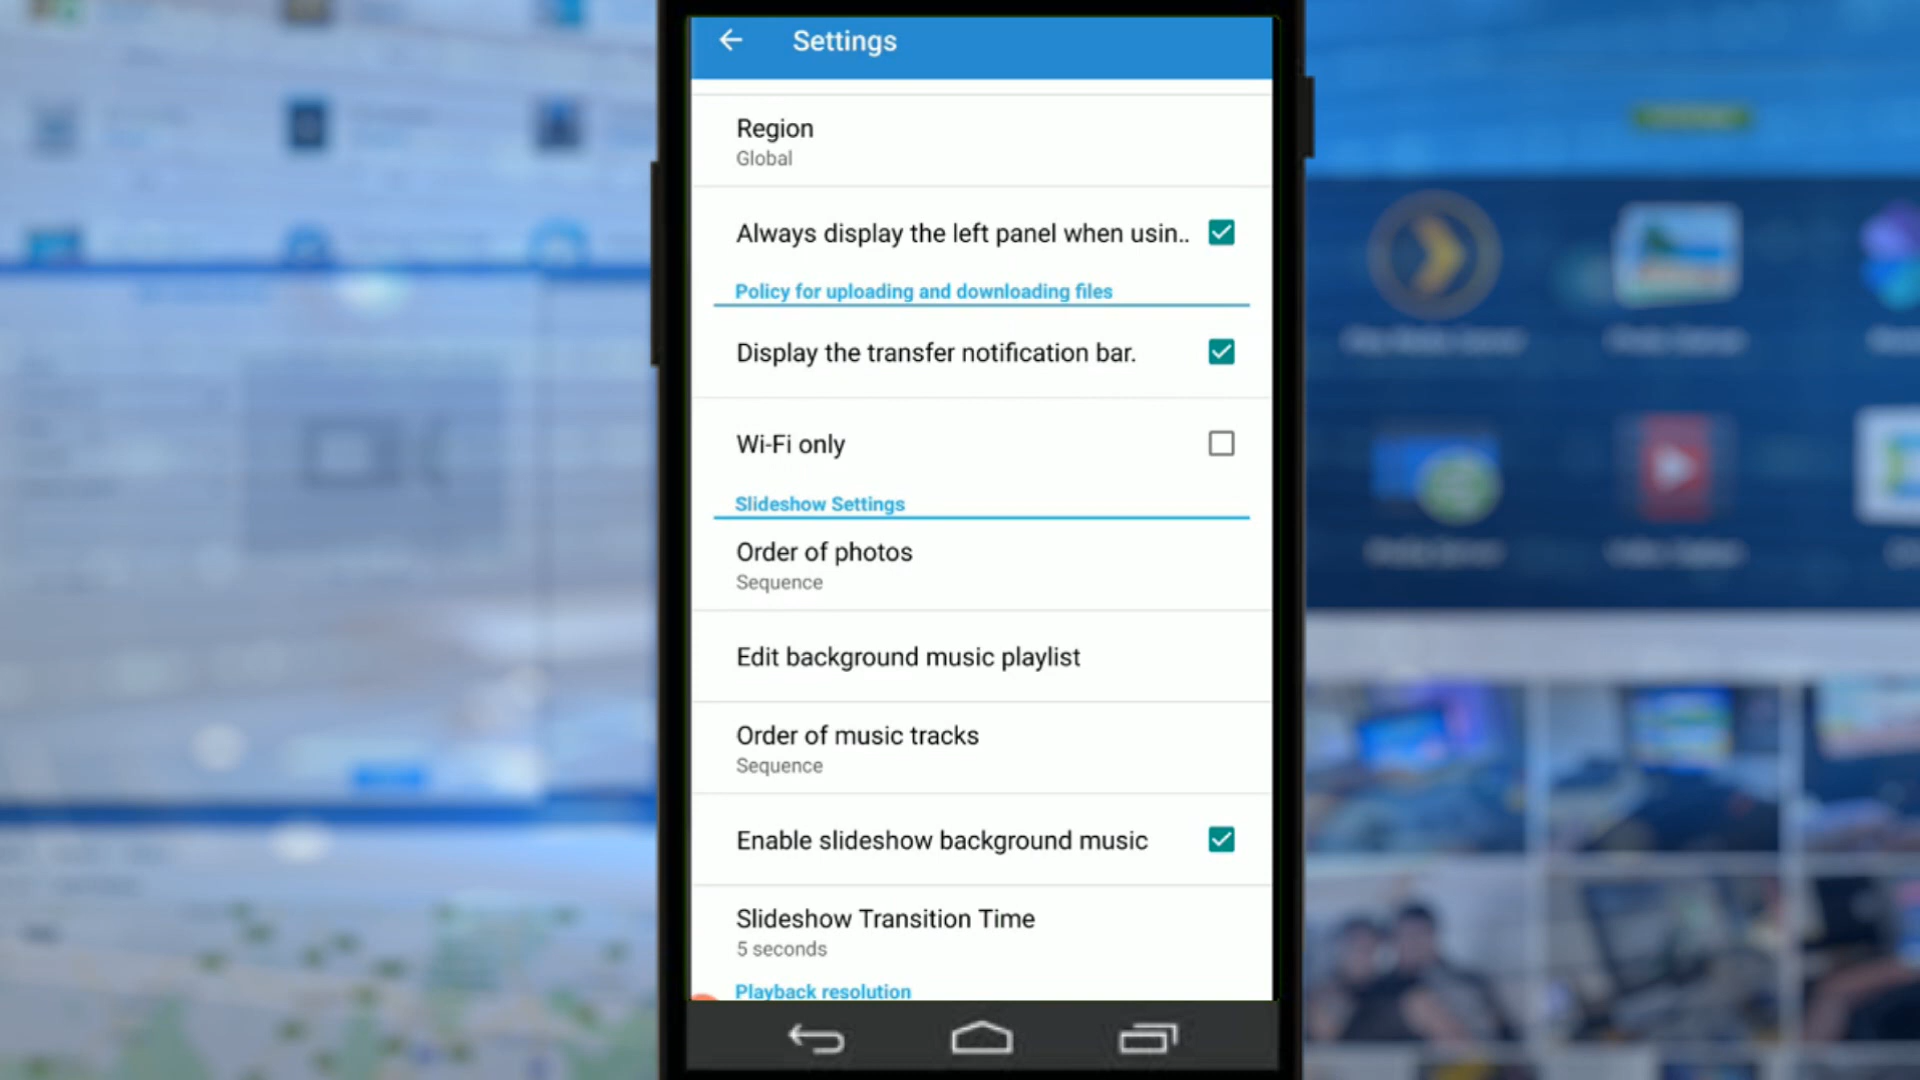 Settings
Region
Global
Always display the left panel when usin..
Policy for uploading and downloading files
Display the transfer notification bar.
Wi-Fi only
Slideshow Settings
Order of photos
Sequence
Edit background music playlist
Order of music tracks
Sequence
Enable slideshow background music
Slideshow Transition Time
5 seconds
Playback resolution